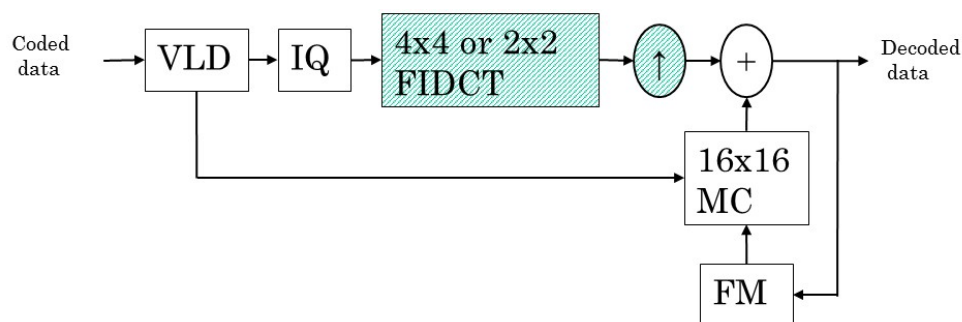 Coded
data
VLD
IQ
4x4 or 2x2
FIDCT
↑
+
Decoded
data
16x16
MC
FM